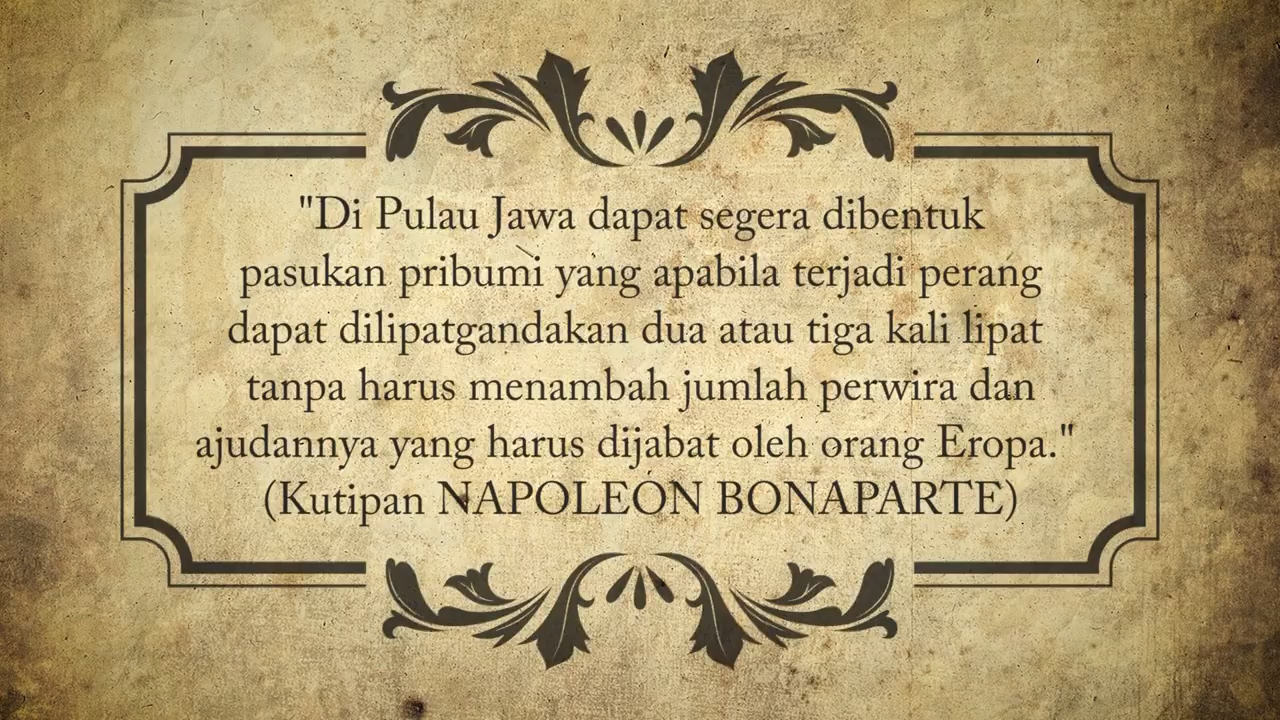 "Di Pulau Jawa dapat segera dibentuk
pasukan pribumi yang apabila terjadi perang
dapat dilipatgandakan dua atau tiga kali lipat
tanpa harus menambah jumlah perwira dan
ajudannya yang harus dijabat oleh orang Eropa."
(Kutipan NAPOLEON BONAPARTE)